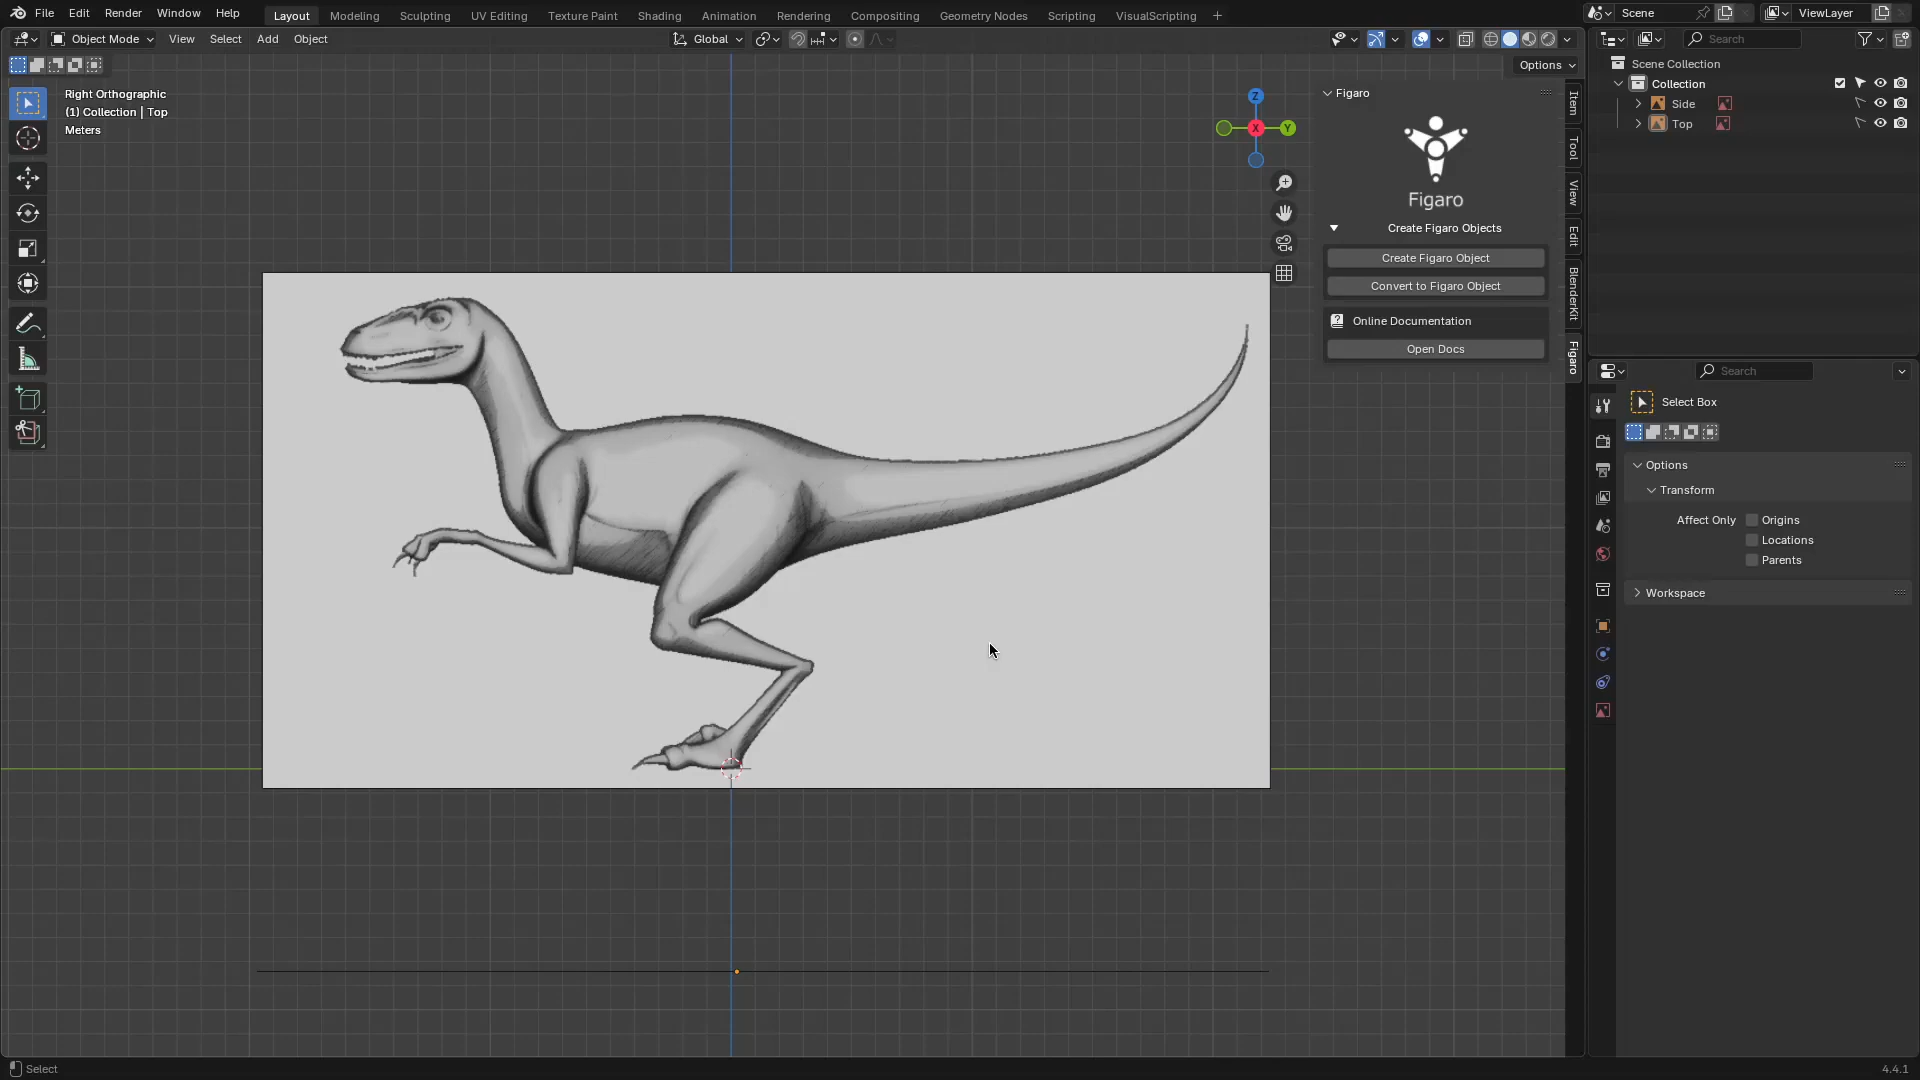 File Edit Render Window Help Layout Modeling Sculpting UV Editing Texture Paint Shading Animation Rendering Compositing Geometry Nodes Scripting VisualScripting + Scene ViewLayer
Object Mode View Select Add Object Global Search
Options
Right Orthographic
(1) Collection | Top
Meters
Z
X
Y
Figaro
Figaro
Create Figaro Objects
Create Figaro Object
Convert to Figaro Object
Online Documentation
Open Docs
Item
Tool
View
Edit
BlenderKit
Figaro
Scene Collection
Collection
Side
Top
Search
Select Box
Options
Transform
Affect Only Origins
Locations
Parents
Workspace
Select 4.4.1